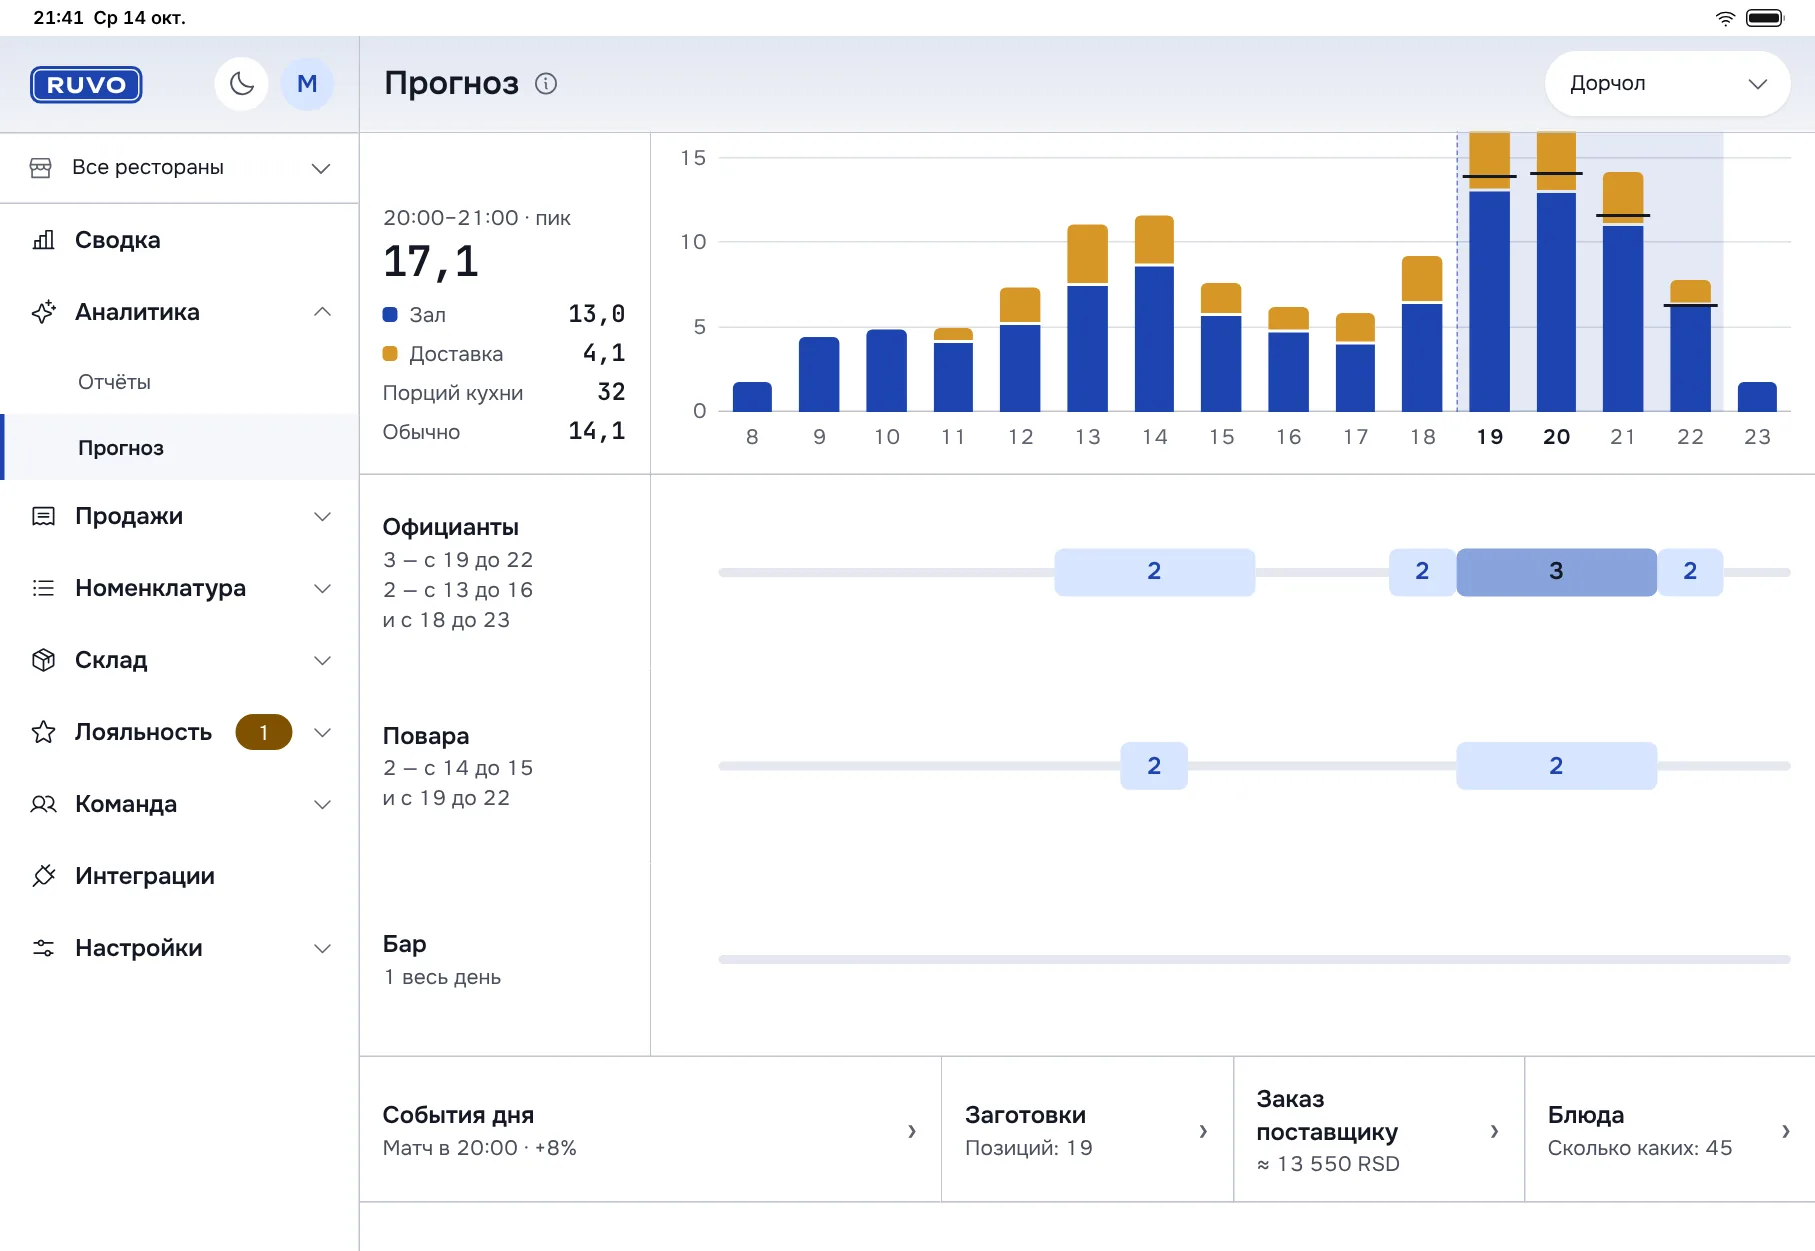 21:41 Ср 14 окт.
RUVO
М
Прогноз
Дорчол
Все рестораны
Сводка
Аналитика
Отчёты
Прогноз
Продажи
Номенклатура
Склад
Лояльность 1
Команда
Интеграции
Настройки
20:00–21:00 · пик
17,1
Зал 13,0
Доставка 4,1
Порций кухни 32
Обычно 14,1
15
10
5
0
8 9 10 11 12 13 14 15 16 17 18 19 20 21 22 23
Официанты
3 – с 19 до 22
2 – с 13 до 16
и с 18 до 23
2 2 3 2
Повара
2 – с 14 до 15
и с 19 до 22
2 2
Бар
1 весь день
События дня
Матч в 20:00 · +8%
Заготовки
Позиций: 19
Заказ
поставщику
≈ 13 550 RSD
Блюда
Сколько каких: 45